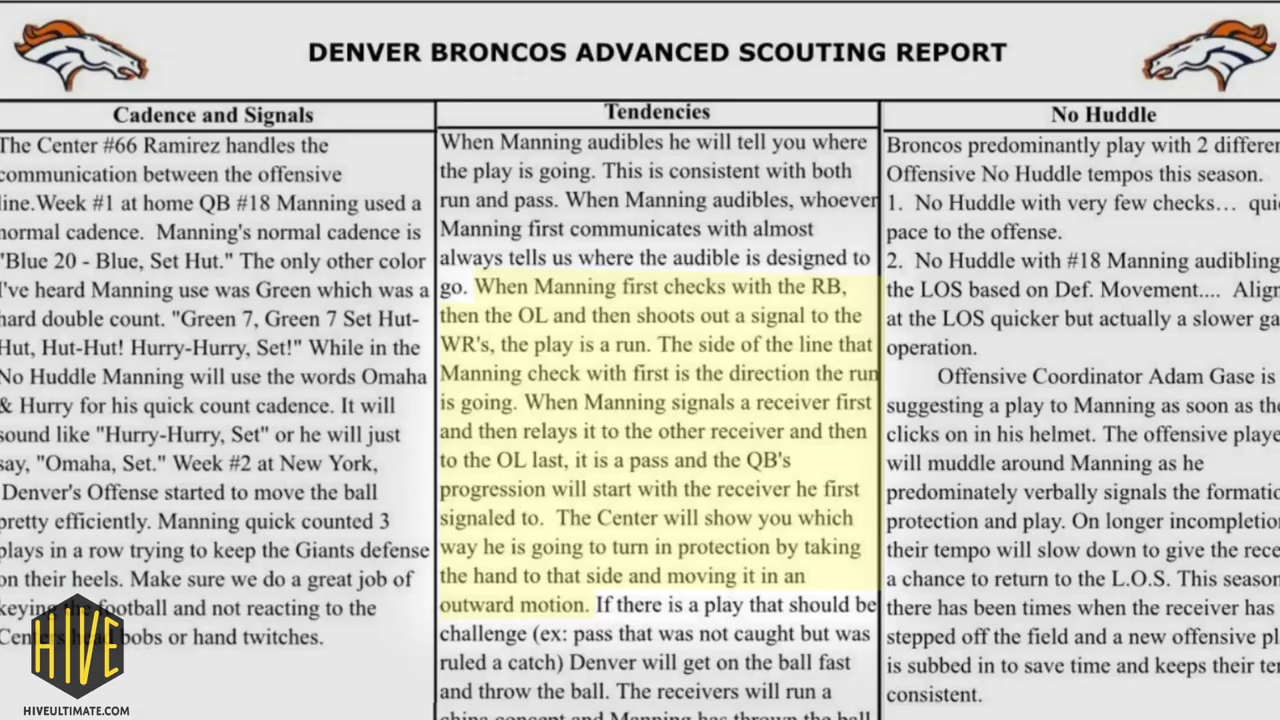 DENVER BRONCOS ADVANCED SCOUTING REPORT
Cadence and Signals
The Center #66 Ramirez handles the
communication between the offensive
line.Week #1 at home QB #18 Manning used a
normal cadence. Manning's normal cadence is
"Blue 20 - Blue, Set Hut." The only other color
I've heard Manning use was Green which was a
hard double count. "Green 7, Green 7 Set Hut-
Hut, Hut-Hut! Hurry-Hurry, Set!" While in the
No Huddle Manning will use the words Omaha
& Hurry for his quick count cadence. It will
sound like "Hurry-Hurry, Set" or he will just
say, "Omaha, Set." Week #2 at New York,
Denver's Offense started to move the ball
pretty efficiently. Manning quick counted 3
plays in a row trying to keep the Giants defense
on their heels. Make sure we do a great job of
keying the football and not reacting to the
Centers head bobs or hand twitches.
Tendencies
When Manning audibles he will tell you where
the play is going. This is consistent with both
run and pass. When Manning audibles, whoever
Manning first communicates with almost
always tells us where the audible is designed to
go. When Manning first checks with the RB,
then the OL and then shoots out a signal to the
WR's, the play is a run. The side of the line that
Manning check with first is the direction the run
is going. When Manning signals a receiver first
and then relays it to the other receiver and then
to the OL last, it is a pass and the QB's
progression will start with the receiver he first
signaled to. The Center will show you which
way he is going to turn in protection by taking
the hand to that side and moving it in an
outward motion. If there is a play that should be
challenge (ex: pass that was not caught but was
ruled a catch) Denver will get on the ball fast
and throw the ball. The receivers will run a
china concept and Manning has thrown the ball
No Huddle
Broncos predominantly play with 2 differen
Offensive No Huddle tempos this season.
1. No Huddle with very few checks… quic
pace to the offense.
2. No Huddle with #18 Manning audibling
the LOS based on Def. Movement.... Align
at the LOS quicker but actually a slower ga
operation.
Offensive Coordinator Adam Gase is
suggesting a play to Manning as soon as the
clicks on in his helmet. The offensive playe
will muddle around Manning as he
predominately verbally signals the formatio
protection and play. On longer incompletion
their tempo will slow down to give the rece
a chance to return to the L.O.S. This season
there has been times when the receiver has
stepped off the field and a new offensive pl
is subbed in to save time and keeps their te
consistent.
HIVE
HIVEULTIMATE.COM